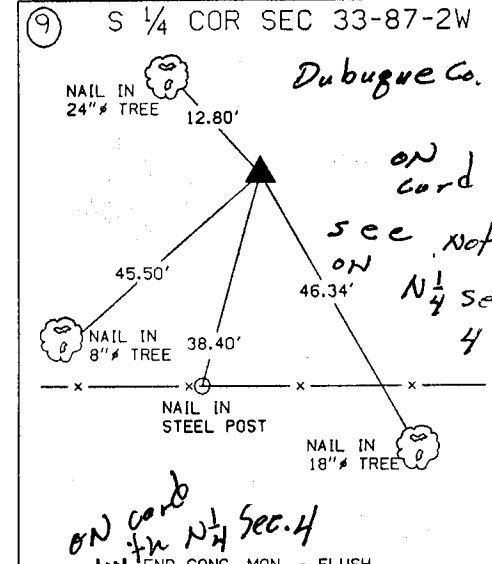 9 S 1/4 COR SEC 33-87-2W
Dubuque Co.
NAIL IN
24"ø TREE
12.80'
ON
card
see Not
ON
N 1/4 Se
4
45.50'
46.34'
NAIL IN
8"ø TREE
38.40'
NAIL IN
STEEL POST
NAIL IN
18"ø TREE
ON card
N 1/4 Sec. 4
CONC. MON. - FLUSH